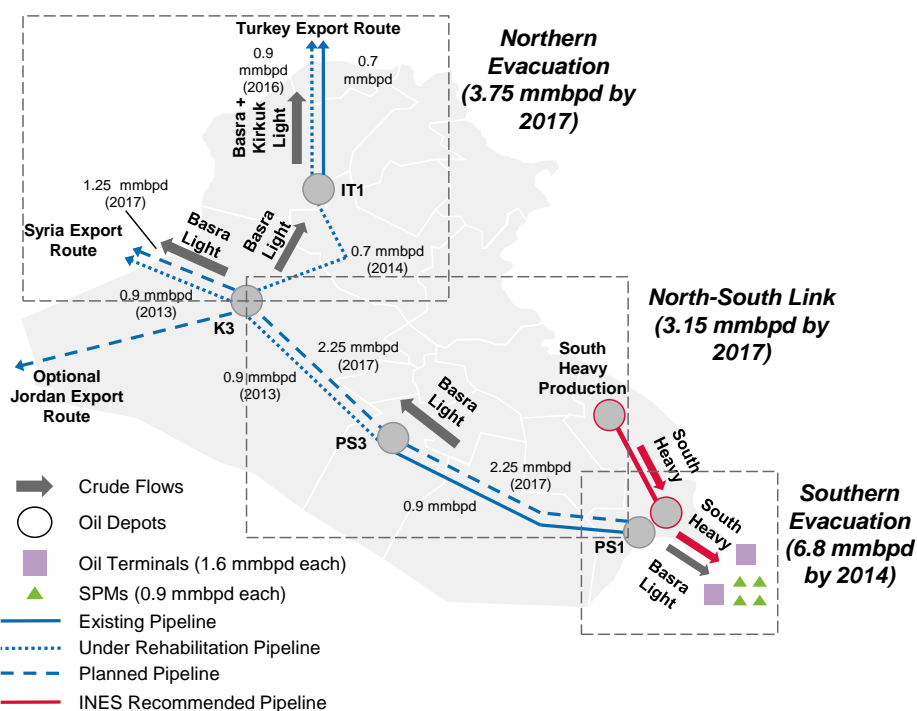 Turkey Export Route
0.9
mmbpd
(2016)
0.7
mmbpd
Northern
Evacuation
(3.75 mmbpd by
2017)
Basra +
Kirkuk
Light
IT1
1.25 mmbpd
(2017)
Syria Export
Route
Basra
Light
Basra
Light
0.7 mmbpd
(2014)
0.9 mmbpd
(2013)
K3
North-South Link
(3.15 mmbpd by
2017)
Optional
Jordan Export
Route
2.25 mmbpd
(2017)
0.9 mmbpd
(2013)
South
Heavy
Production
Basra
Light
PS3
South
Heavy
2.25 mmbpd
(2017)
0.9 mmbpd
PS1
South
Heavy
Basra
Light
Southern
Evacuation
(6.8 mmbpd
by 2014)
Crude Flows
Oil Depots
Oil Terminals (1.6 mmbpd each)
SPMs (0.9 mmbpd each)
Existing Pipeline
Under Rehabilitation Pipeline
Planned Pipeline
INES Recommended Pipeline